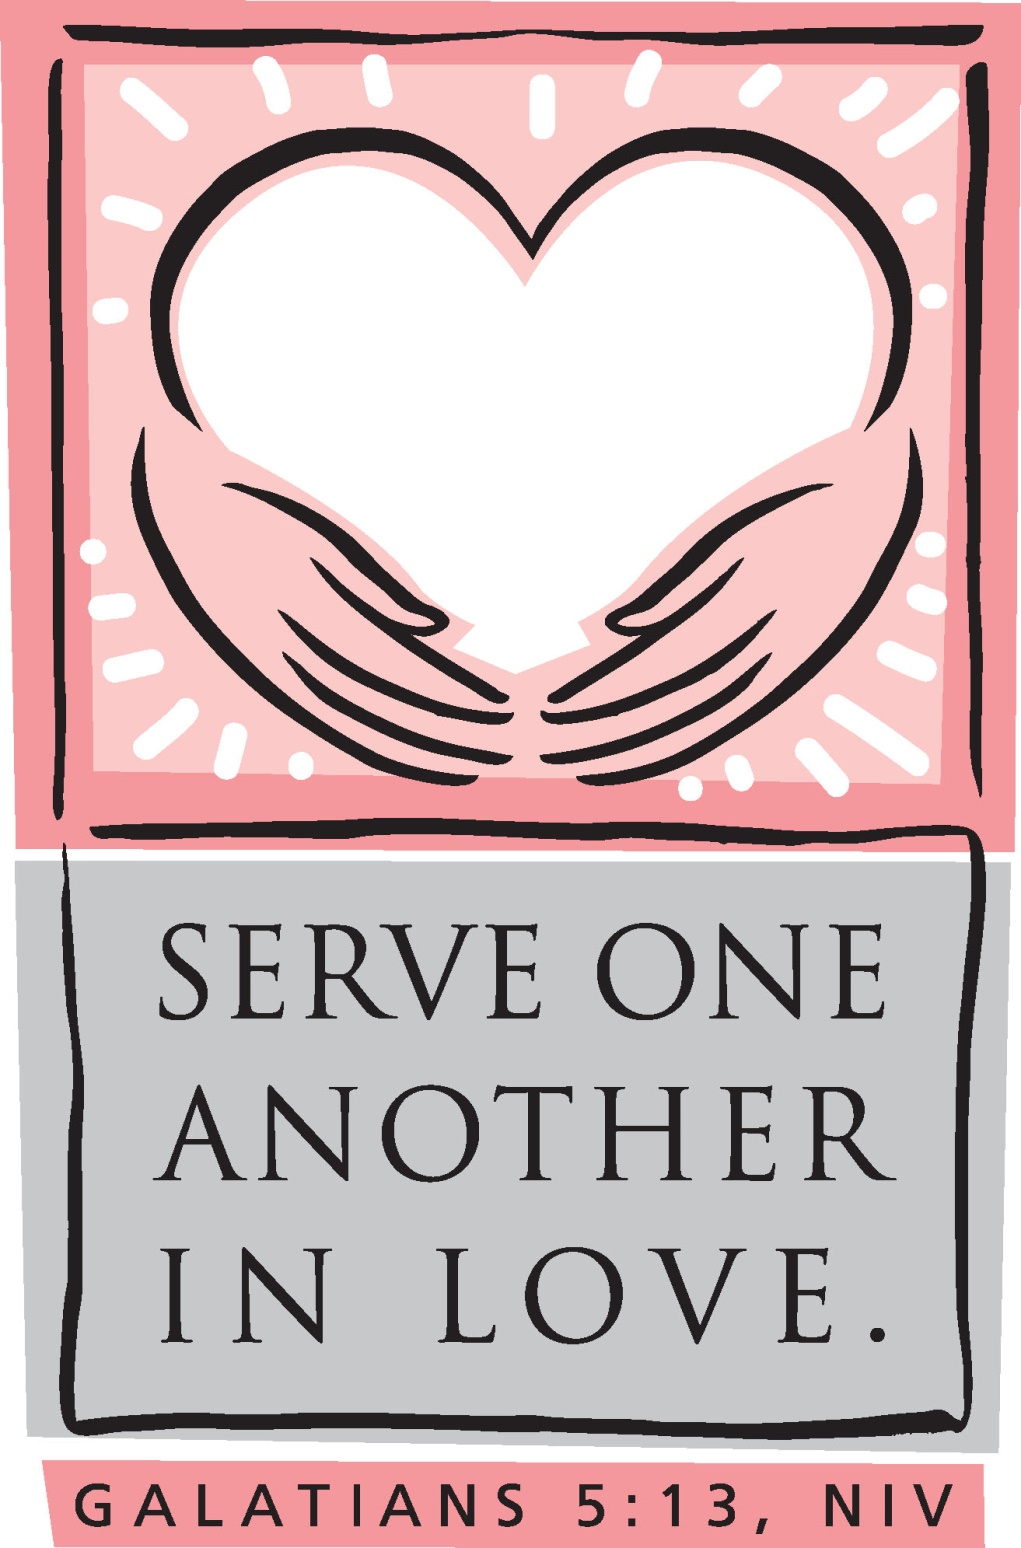 SERVE ONE
ANOTHER
IN LOVE.
GALATIANS 5:13, NIV